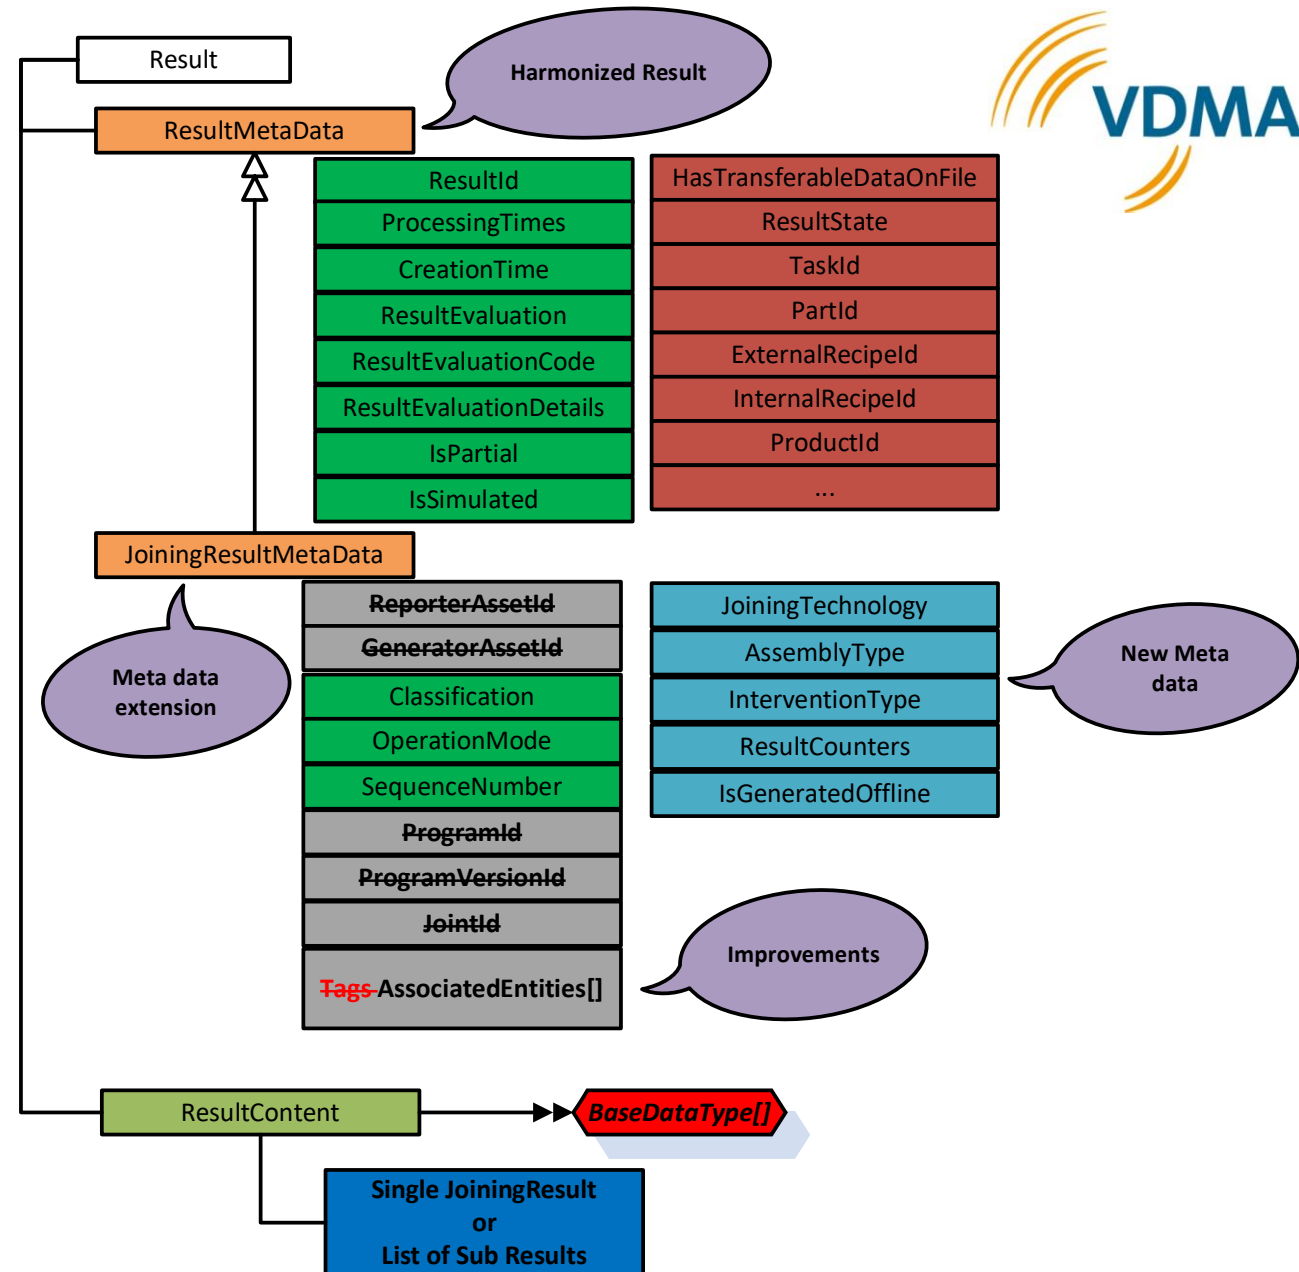 Result
Harmonized Result
VDMA
ResultMetaData
ResultId
ProcessingTimes
CreationTime
ResultEvaluation
ResultEvaluationCode
ResultEvaluationDetails
IsPartial
IsSimulated
HasTransferableDataOnFile
ResultState
TaskId
PartId
ExternalRecipeId
InternalRecipeId
ProductId
...
JoiningResultMetaData
Meta data
extension
ReporterAssetId
GeneratorAssetId
Classification
OperationMode
SequenceNumber
ProgramId
ProgramVersionId
JointId
Tags AssociatedEntities[]
JoiningTechnology
AssemblyType
InterventionType
ResultCounters
IsGeneratedOffline
New Meta
data
Improvements
ResultContent
BaseDataType[]
Single JoiningResult
or
List of Sub Results